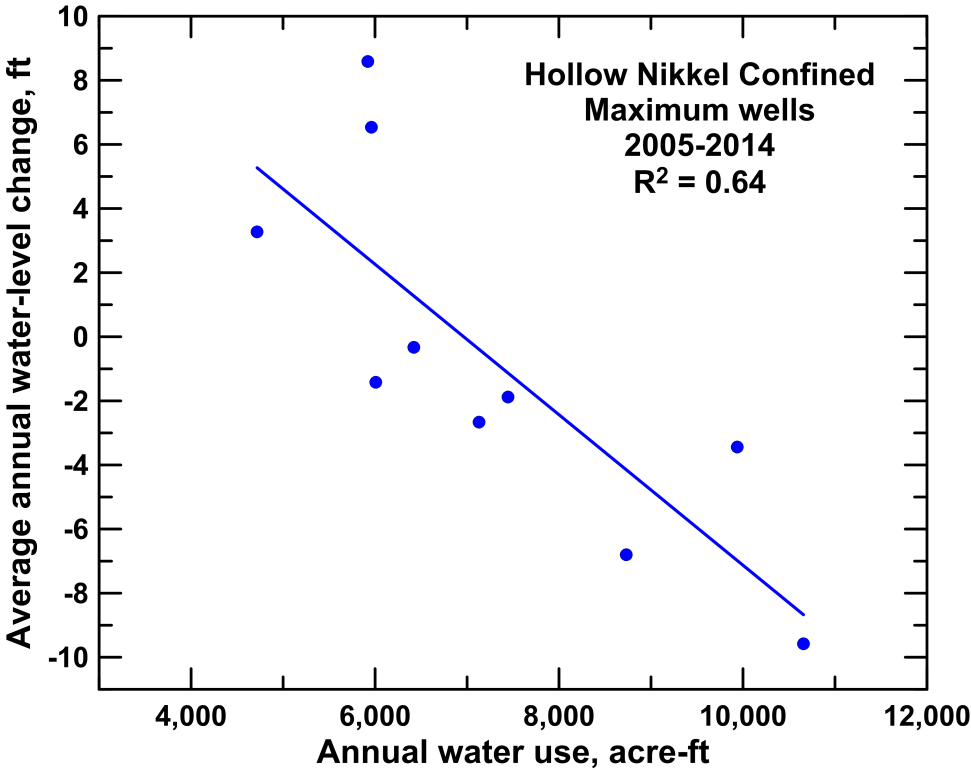 Hollow Nikkel Confined
Maximum wells
2005-2014
R² = 0.64
Average annual water-level change, ft
10
8
6
4
2
0
-2
-4
-6
-8
-10
4,000 6,000 8,000 10,000 12,000
Annual water use, acre-ft